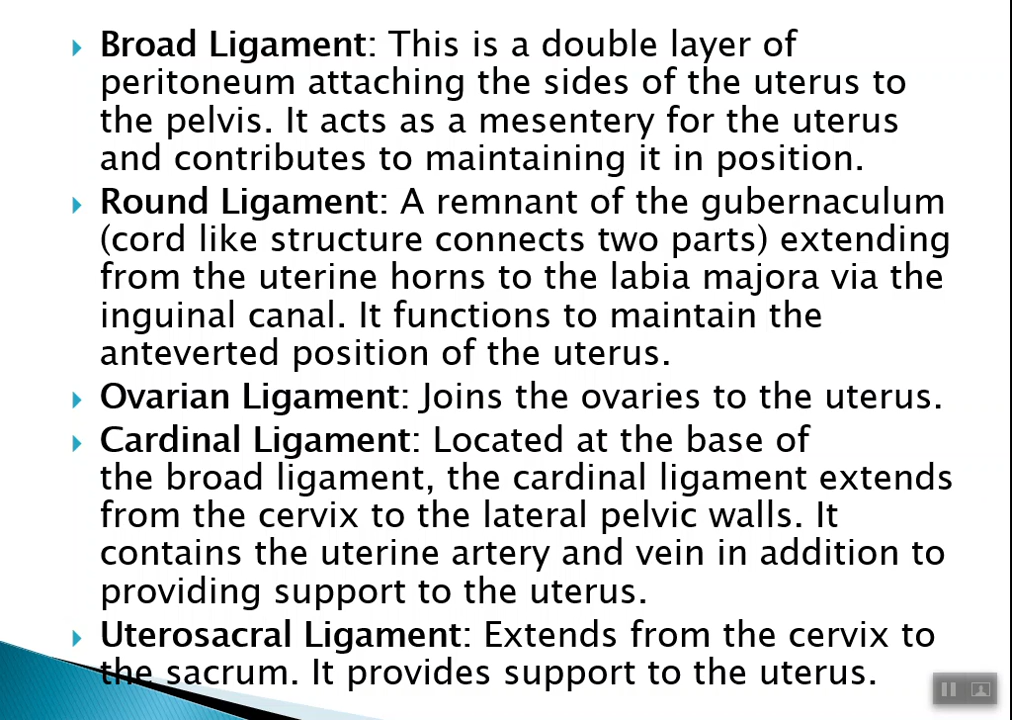 Broad Ligament: This is a double layer of
peritoneum attaching the sides of the uterus to
the pelvis. It acts as a mesentery for the uterus
and contributes to maintaining it in position.
Round Ligament: A remnant of the gubernaculum
(cord like structure connects two parts) extending
from the uterine horns to the labia majora via the
inguinal canal. It functions to maintain the
anteverted position of the uterus.
Ovarian Ligament: Joins the ovaries to the uterus.
Cardinal Ligament: Located at the base of
the broad ligament, the cardinal ligament extends
from the cervix to the lateral pelvic walls. It
contains the uterine artery and vein in addition to
providing support to the uterus.
Uterosacral Ligament: Extends from the cervix to
the sacrum. It provides support to the uterus.